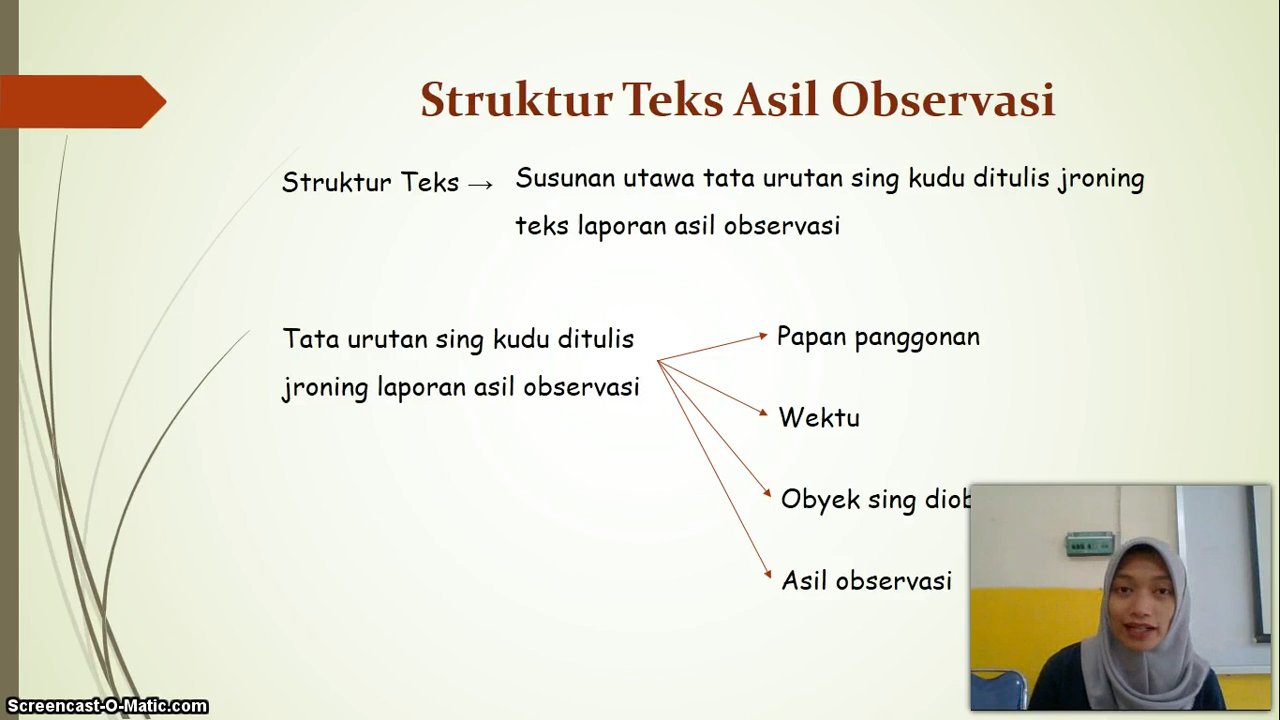 Struktur Teks Asil Observasi
Struktur Teks → Susunan utawa tata urutan sing kudu ditulis jroning
teks laporan asil observasi
Tata urutan sing kudu ditulis
jroning laporan asil observasi
Papan panggonan
Wektu
Obyek sing
Asil observasi
Screencast-O-Matic.com